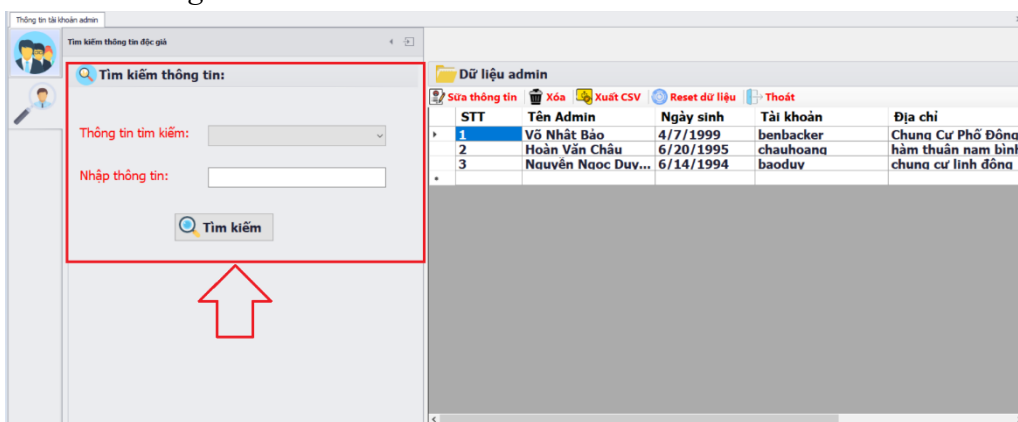 Thông tin tài khoản admin
Tìm kiếm thông tin độc giả
Tìm kiếm thông tin:
Thông tin tìm kiếm:
Nhập thông tin:
Tìm kiếm
Dữ liệu admin
Sửa thông tin Xóa Xuất CSV Reset dữ liệu Thoát
STT Tên Admin Ngày sinh Tài khoản Địa chỉ
1 Võ Nhât Bảo 4/7/1999 benbacker Chung Cư Phố Đông
2 Hoàn Văn Châu 6/20/1995 chauhoang hàm thuân nam bình
3 Nguyễn Ngoc Duy... 6/14/1994 baoduy chung cư linh đông